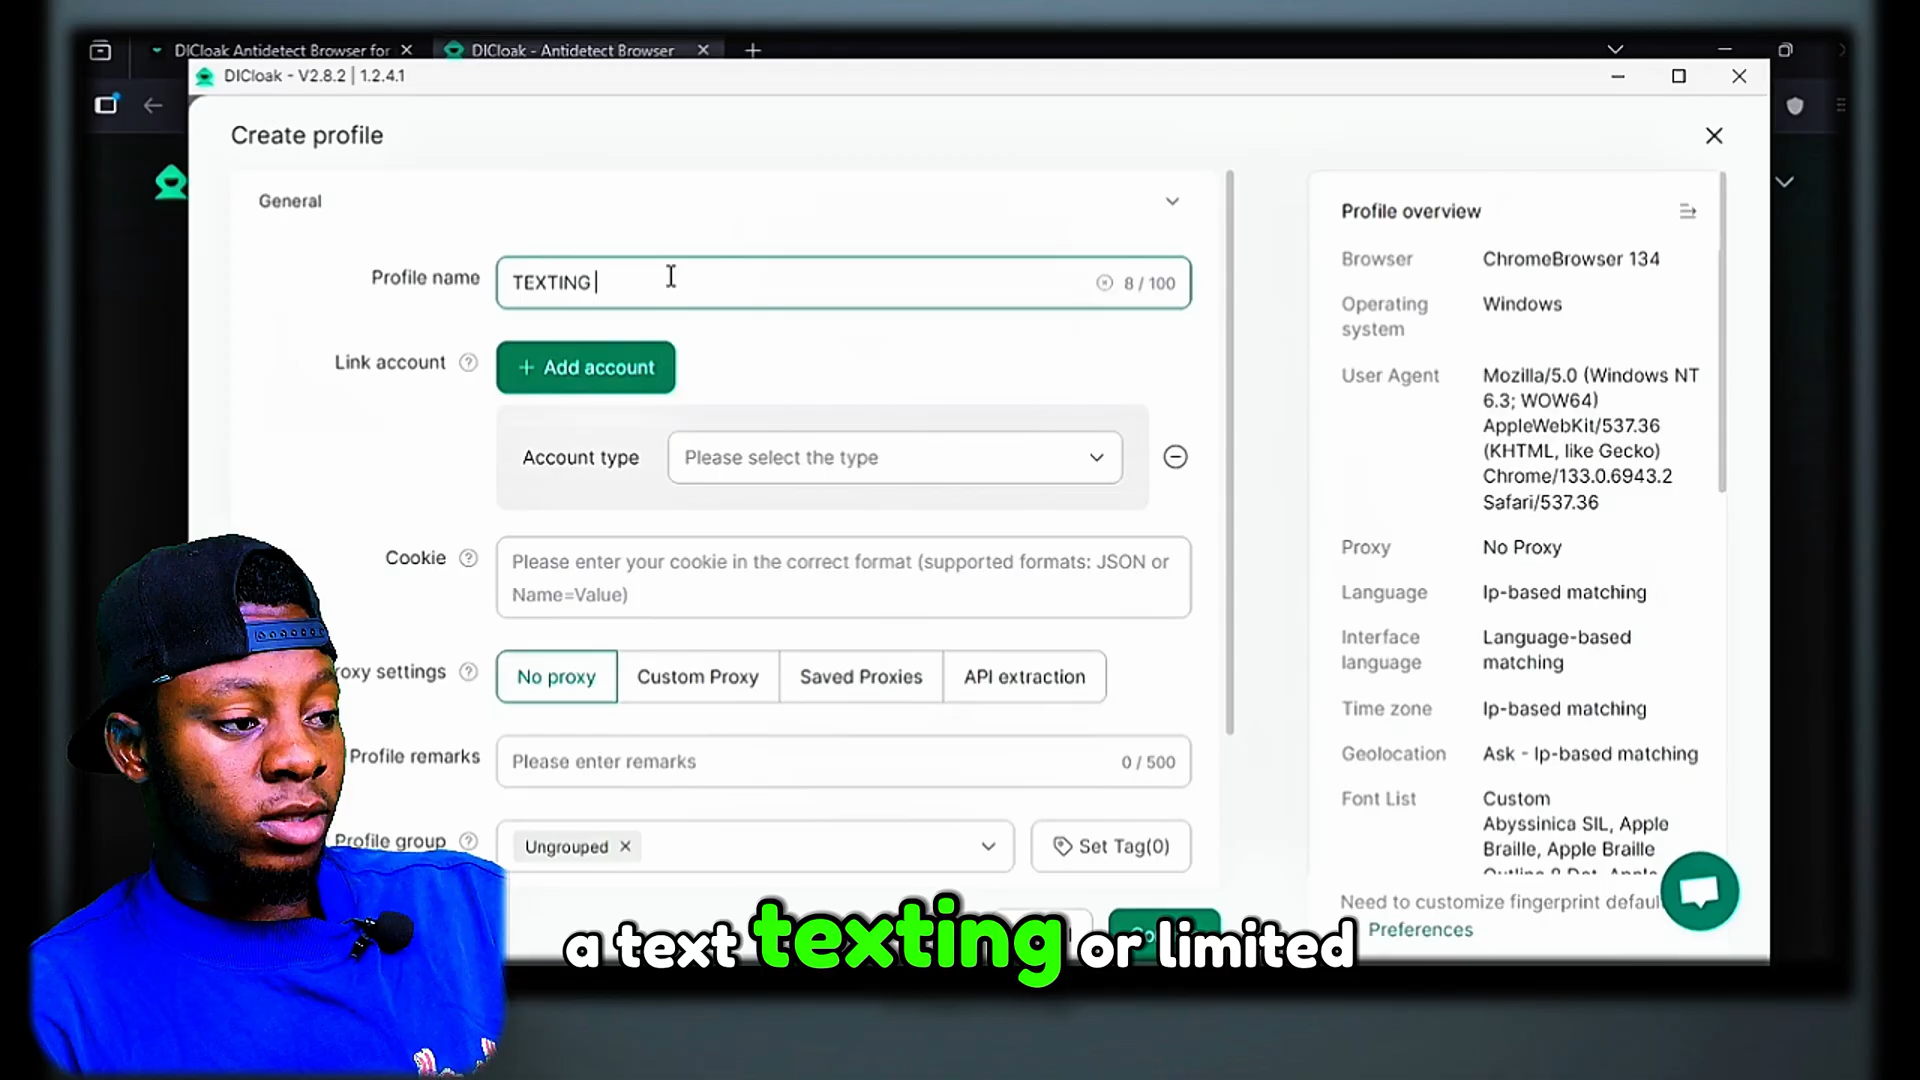 DICloak Antidetect Browser for
DICloak - Antidetect Browser
DICloak - V2.8.2 | 1.2.4.1
Create profile
General
Profile name
TEXTING
8 / 100
Link account
+ Add account
Account type
Please select the type
Cookie
Please enter your cookie in the correct format (supported formats: JSON or
Name=Value)
roxy settings
No proxy
Custom Proxy
Saved Proxies
API extraction
Profile remarks
Please enter remarks
0 / 500
Profile group
Ungrouped
Set Tag(0)
Profile overview
Browser
ChromeBrowser 134
Operating
system
Windows
User Agent
Mozilla/5.0 (Windows NT
6.3; WOW64)
AppleWebKit/537.36
(KHTML, like Gecko)
Chrome/133.0.6943.2
Safari/537.36
Proxy
No Proxy
Language
Ip-based matching
Interface
language
Language-based
matching
Time zone
Ip-based matching
Geolocation
Ask - Ip-based matching
Font List
Custom
Abyssinica SIL, Apple
Braille, Apple Braille
Need to customize fingerprint defaul
Preferences
a text texting or limited